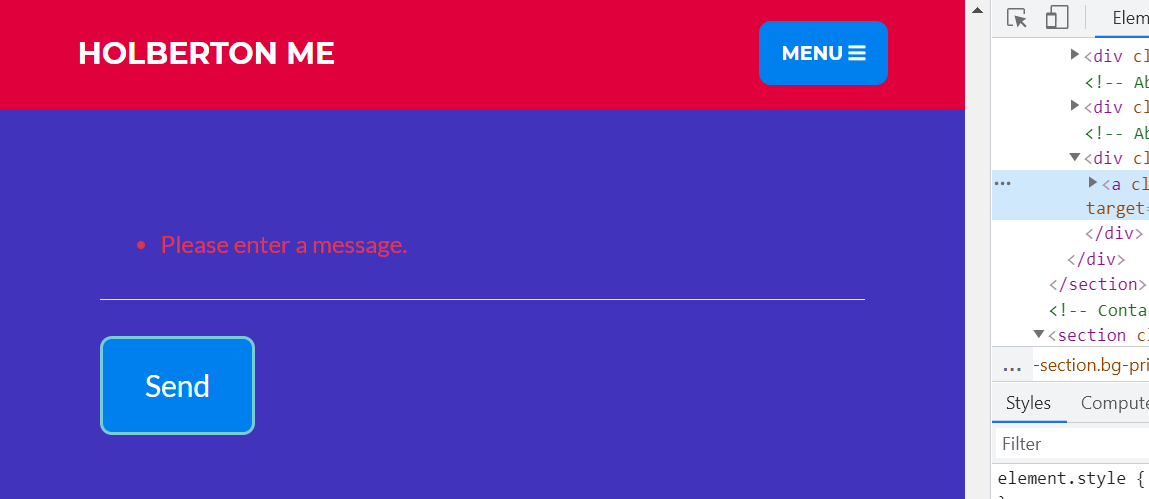 HOLBERTON ME
MENU
Please enter a message.
Send
Elem
<div cl
<!-- Ab
<div cl
<!-- Ab
<div cl
... <a cl
target=
</div>
</div>
</section>
<!-- Conta
<section cl
... -section.bg-pri
Styles Compute
Filter
element.style {